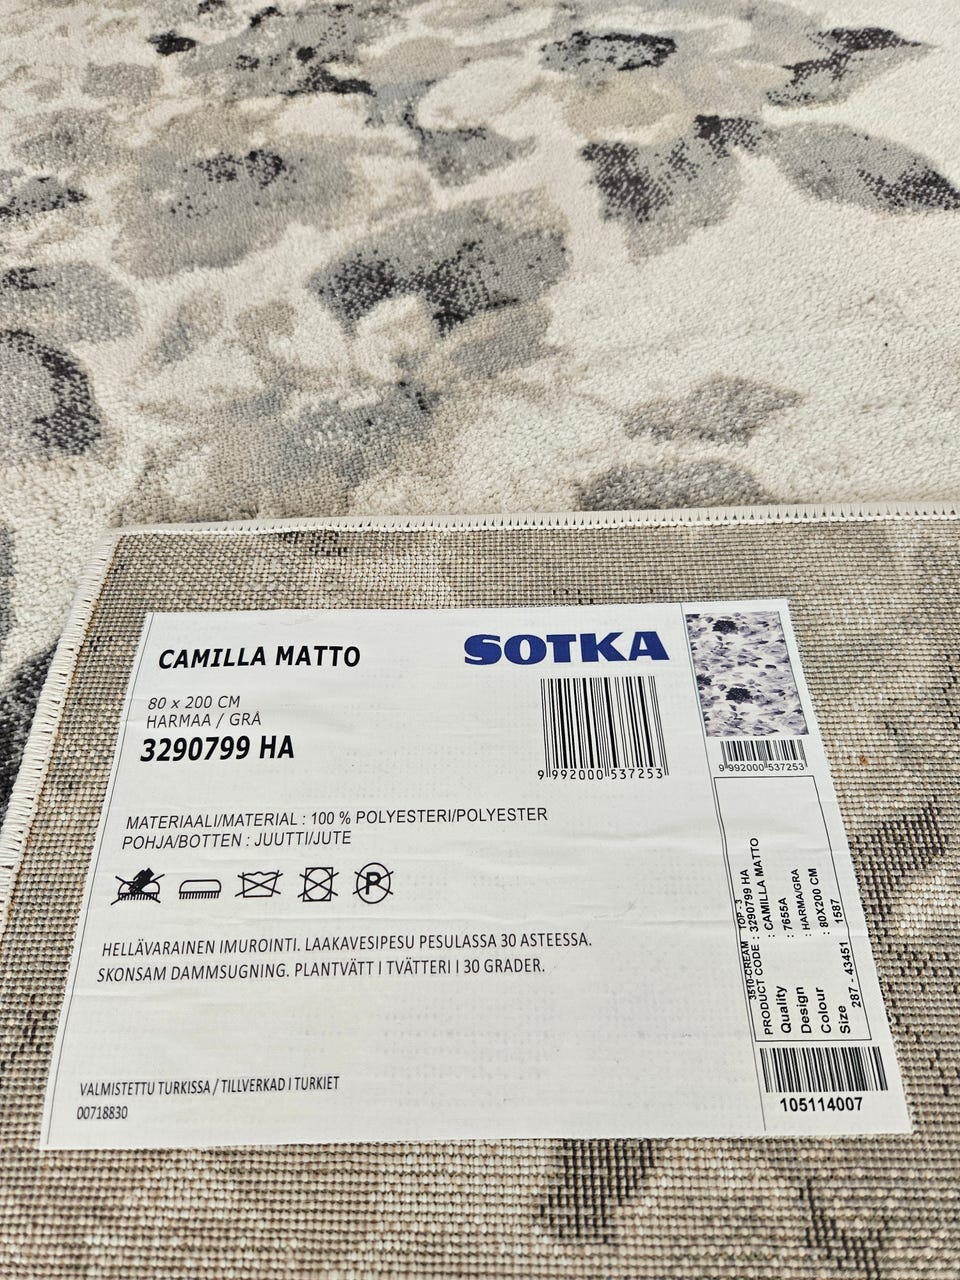 CAMILLA MATTO
SOTKA
80 x 200 CM
HARMAA / GRÅ
3290799 HA
9 992000 537253
MATERIAALI/MATERIAL : 100 % POLYESTERI/POLYESTER
POHJA/BOTTEN : JUUTTI/JUTE
P
HELLÄVARAINEN IMUROINTI. LAAKAVESIPESU PESULASSA 30 ASTEESSA.
SKONSAM DAMMSUGNING. PLANTVÄTT I TVÄTTERI I 30 GRADER.
VALMISTETTU TURKISSA / TILLVERKAD I TURKIET
00718830
9 992000 537253
3510-CREAM TOP - 3
PRODUCT CODE : 3290799 HA
Quality : CAMILLA MATTO
Design : 7655A
Colour : HARMA/GRA
Size : 80X200 CM
287 - 43451 1587
105114007